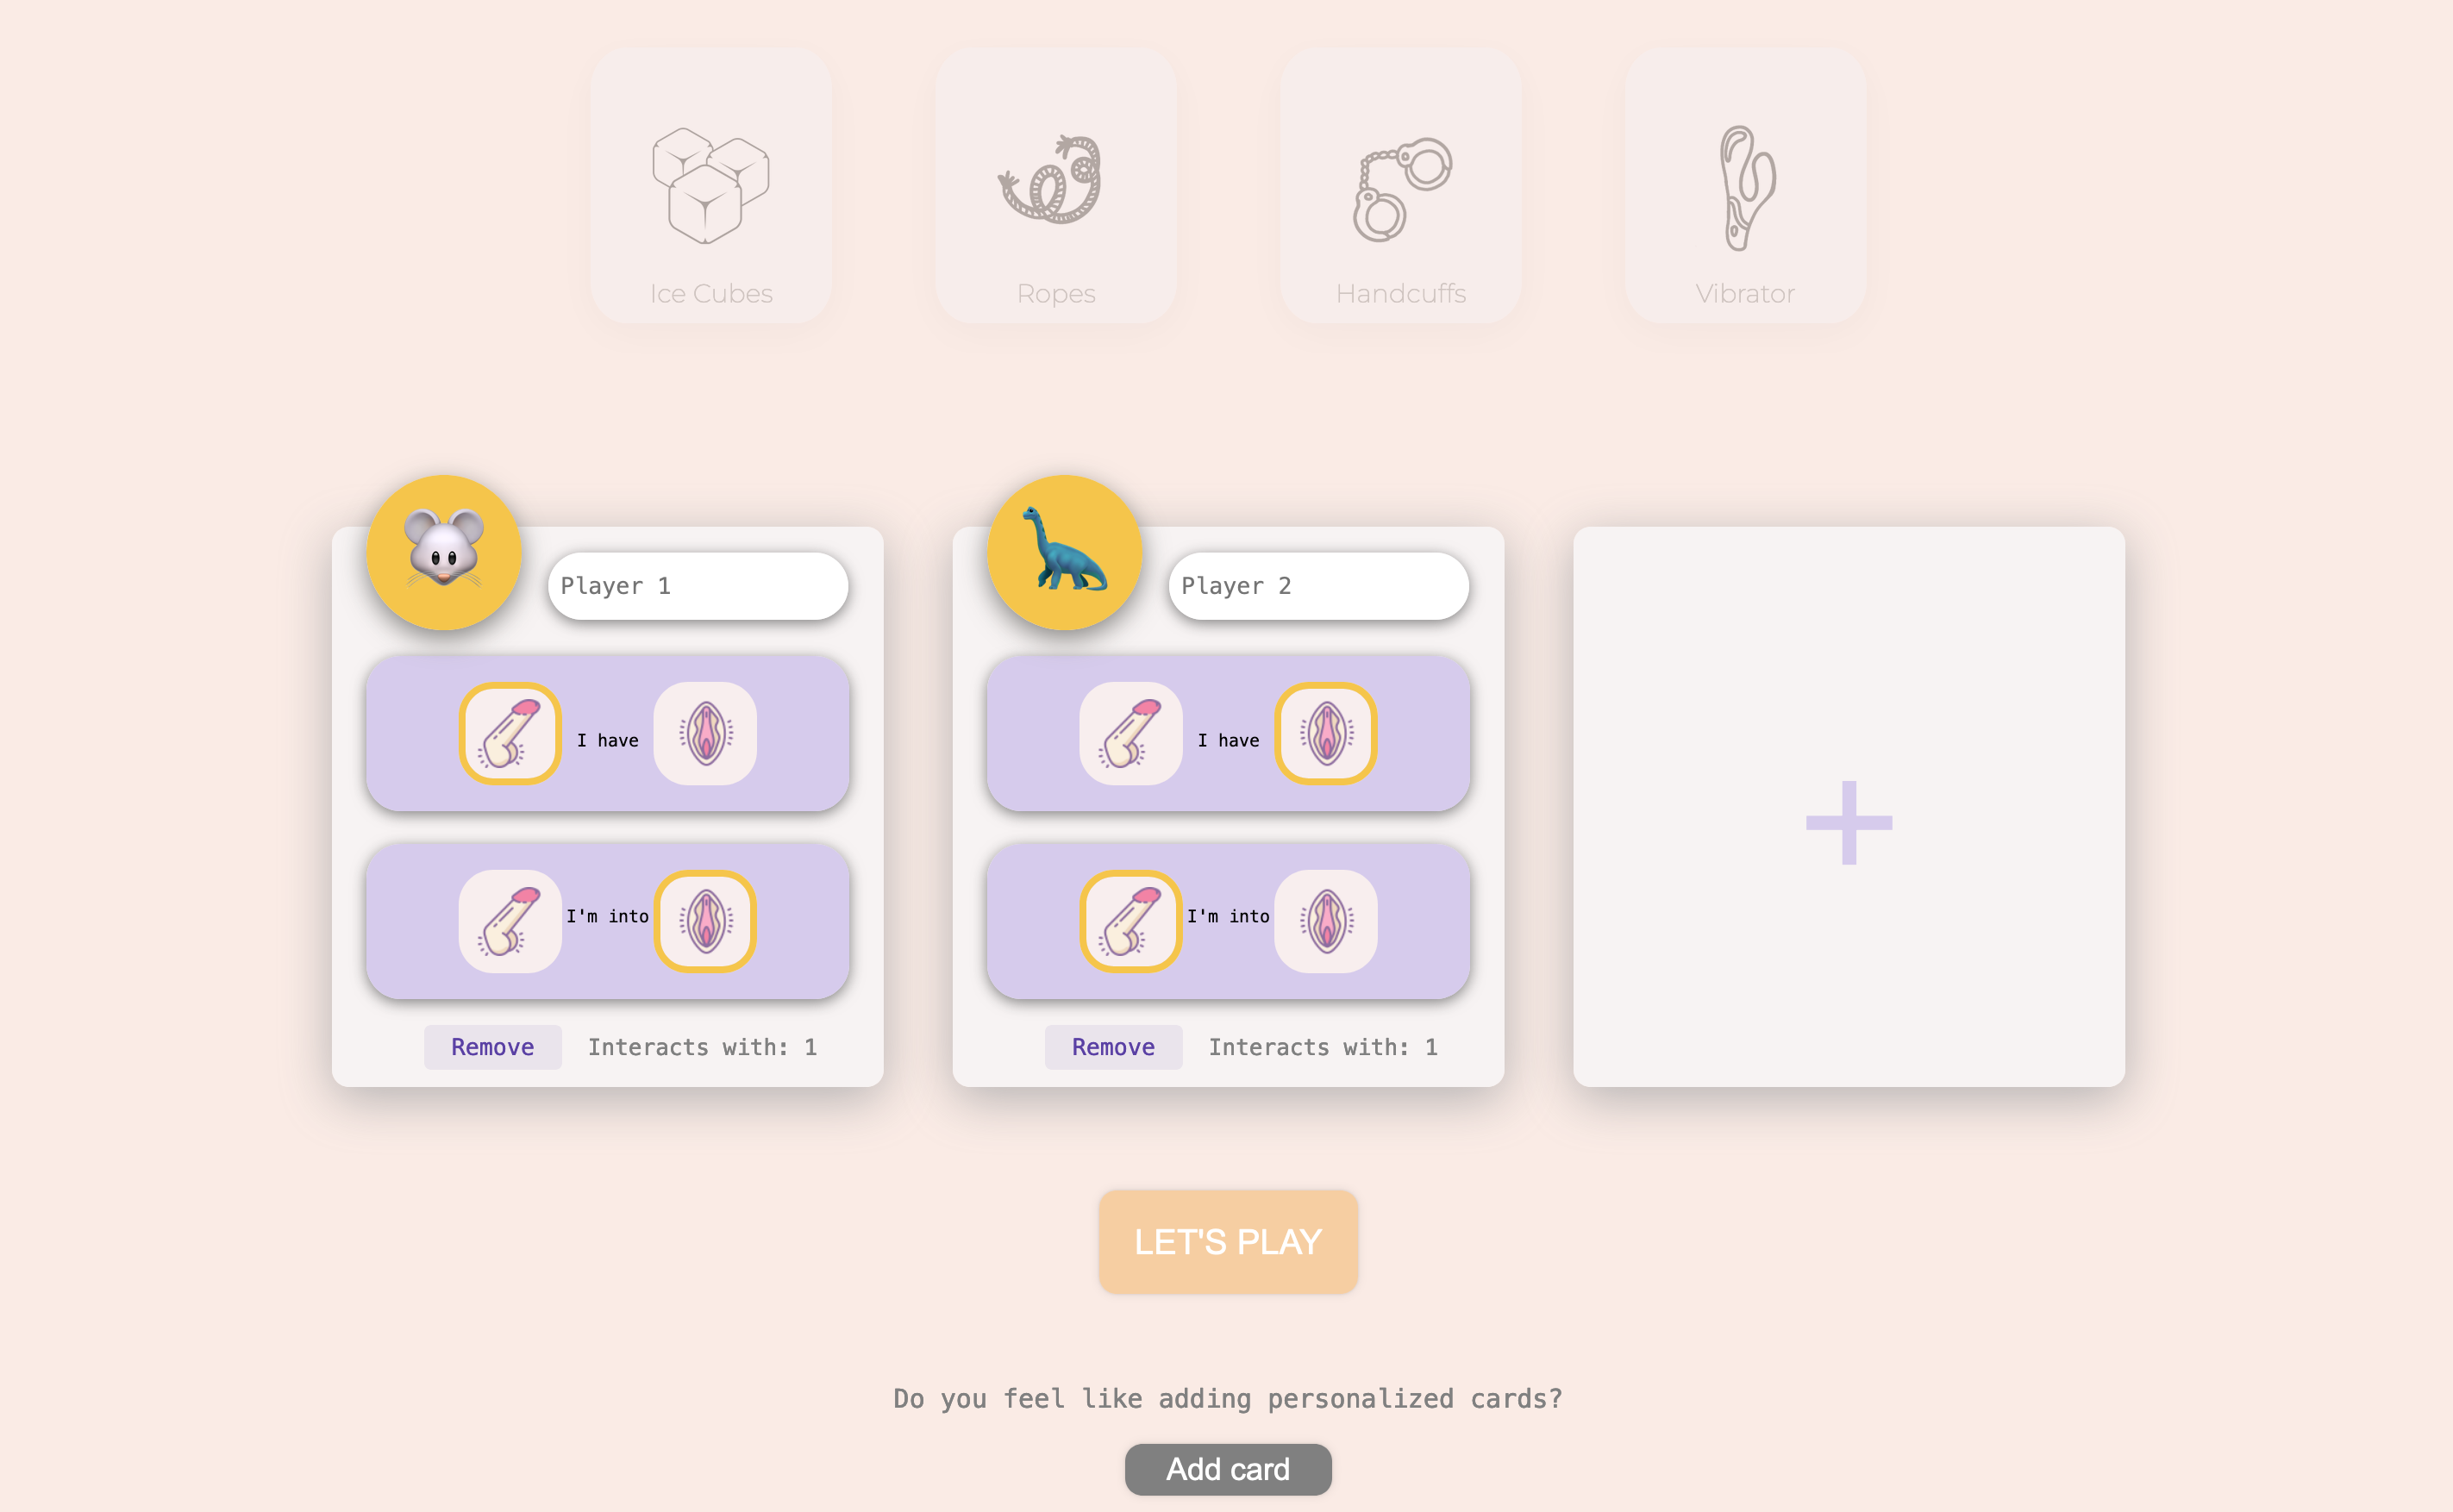 Ice Cubes
Ropes
Handcuffs
Vibrator
Player 1
I have
I'm into
Remove
Interacts with: 1
Player 2
I have
I'm into
Remove
Interacts with: 1
+
LET'S PLAY
Do you feel like adding personalized cards?
Add card